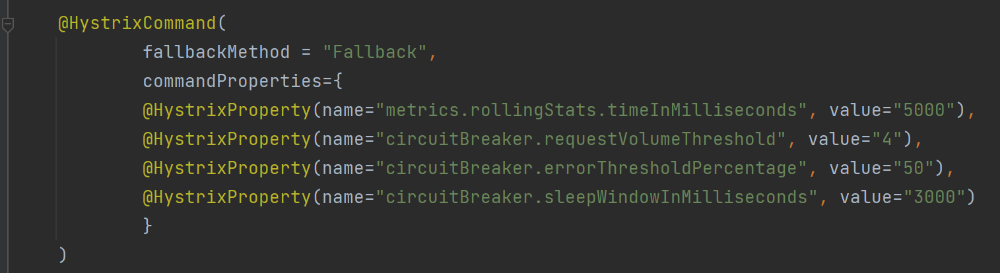 @HystrixCommand(
fallbackMethod = "Fallback",
commandProperties={
@HystrixProperty(name="metrics.rollingStats.timeInMilliseconds", value="5000"),
@HystrixProperty(name="circuitBreaker.requestVolumeThreshold", value="4"),
@HystrixProperty(name="circuitBreaker.errorThresholdPercentage", value="50"),
@HystrixProperty(name="circuitBreaker.sleepWindowInMilliseconds", value="3000")
}
)